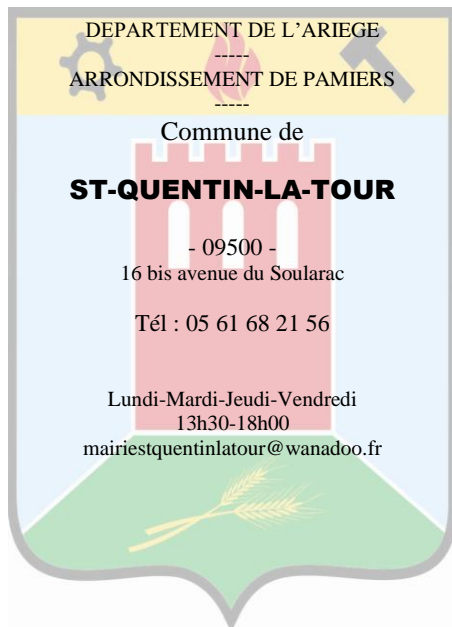 DEPARTEMENT DE L’ARIEGE
-----
ARRONDISSEMENT DE PAMIERS
-----
Commune de
ST-QUENTIN-LA-TOUR
- 09500 -
16 bis avenue du Soularac
Tél : 05 61 68 21 56
Lundi-Mardi-Jeudi-Vendredi
13h30-18h00
mairiestquentinlatour@wanadoo.fr